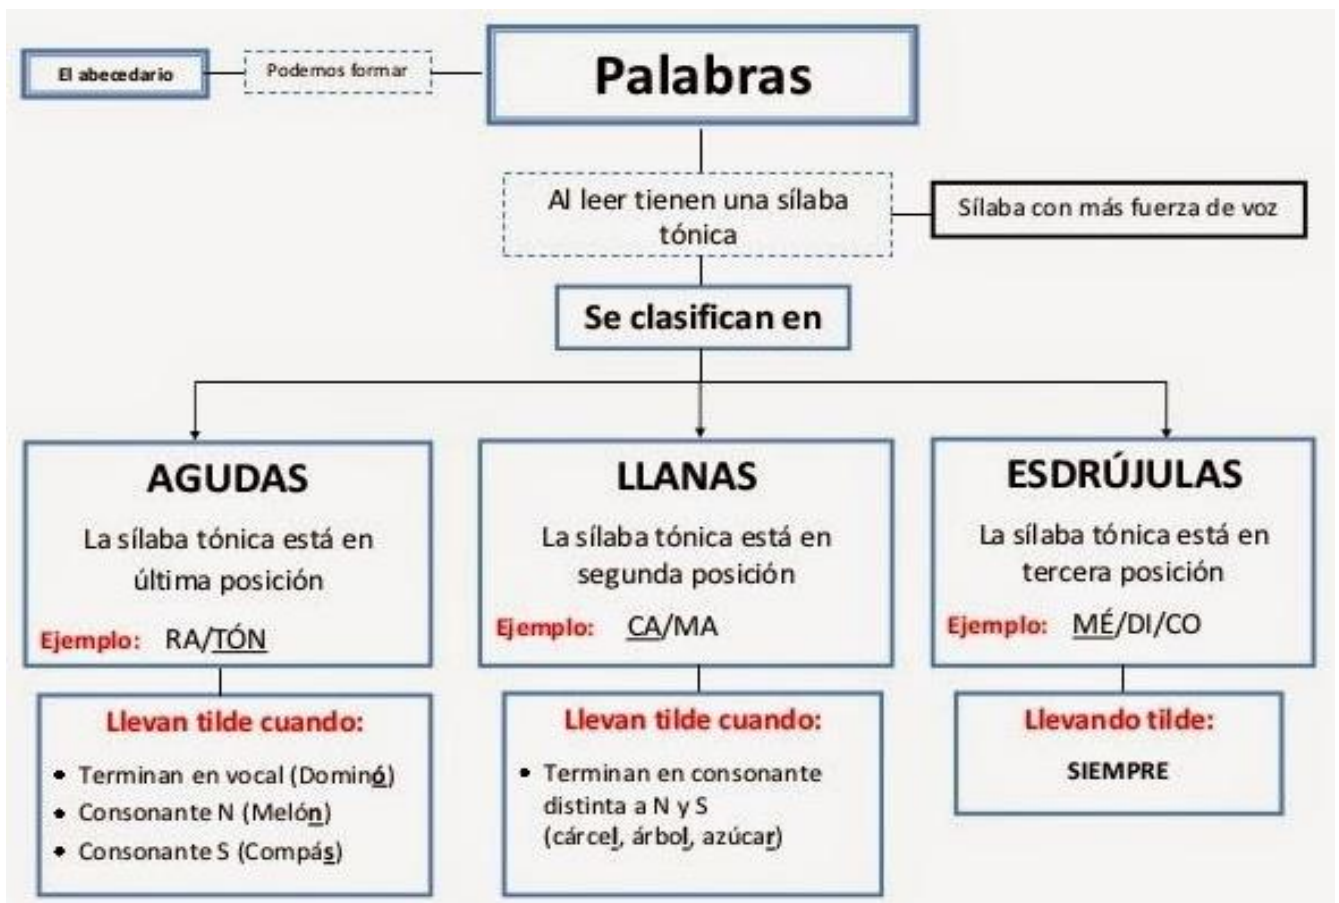 El abecedario
Podemos formar
Palabras
Al leer tienen una sílaba
tónica
Sílaba con más fuerza de voz
Se clasifican en
AGUDAS
La sílaba tónica está en
última posición
Ejemplo: RA/TÓN
Llevan tilde cuando:
• Terminan en vocal (Dominó)
• Consonante N (Melón)
• Consonante S (Compás)
LLANAS
La sílaba tónica está en
segunda posición
Ejemplo: CA/MA
Llevan tilde cuando:
• Terminan en consonante
distinta a N y S
(cárcel, árbol, azúcar)
ESDRÚJULAS
La sílaba tónica está en
tercera posición
Ejemplo: MÉ/DI/CO
Llevando tilde:
SIEMPRE